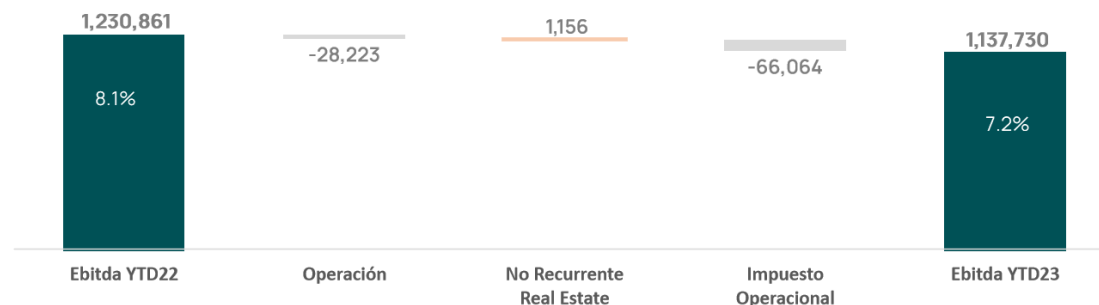 1,230,861
-28,223
1,156
-66,064
1,137,730
8.1%
7.2%
Ebitda YTD22
Operación
No Recurrente
Real Estate
Impuesto
Operacional
Ebitda YTD23